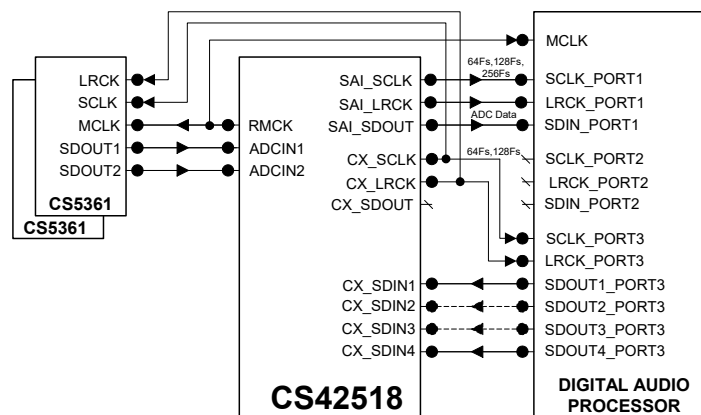 LRCK
SCLK
MCLK
SDOUT1
SDOUT2
CS5361
CS5361
RMCK
ADCIN1
ADCIN2
SAI_SCLK
SAI_LRCK
SAI_SDOUT
CX_SCLK
CX_LRCK
CX_SDOUT
CX_SDIN1
CX_SDIN2
CX_SDIN3
CX_SDIN4
CS42518
64Fs,128Fs,
256Fs
ADC Data
64Fs,128Fs
MCLK
SCLK_PORT1
LRCK_PORT1
SDIN_PORT1
SCLK_PORT2
LRCK_PORT2
SDIN_PORT2
SCLK_PORT3
LRCK_PORT3
SDOUT1_PORT3
SDOUT2_PORT3
SDOUT3_PORT3
SDOUT4_PORT3
DIGITAL AUDIO
PROCESSOR